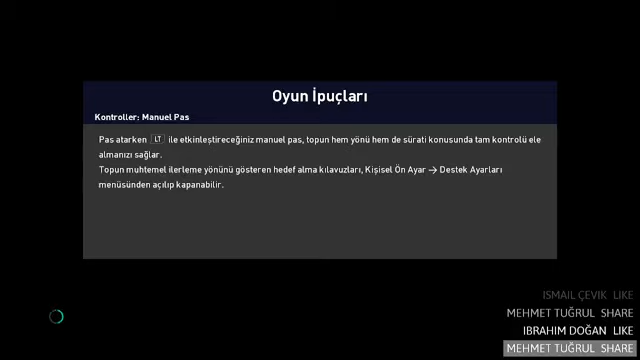 Oyun İpuçları
Kontroller: Manuel Pas
Pas atarken LT ile etkinleştireceğiniz manuel pas, topun hem yönü hem de sürati konusunda tam kontrolü ele
almanızı sağlar.
Topun muhtemel ilerleme yönünü gösteren hedef alma kılavuzları, Kişisel Ön Ayar → Destek Ayarları
menüsünden açılıp kapanabilir.
ISMAIL ÇEVIK LIKE
MEHMET TUĞRUL SHARE
IBRAHIM DOĞAN LIKE
MEHMET TUĞRUL SHARE